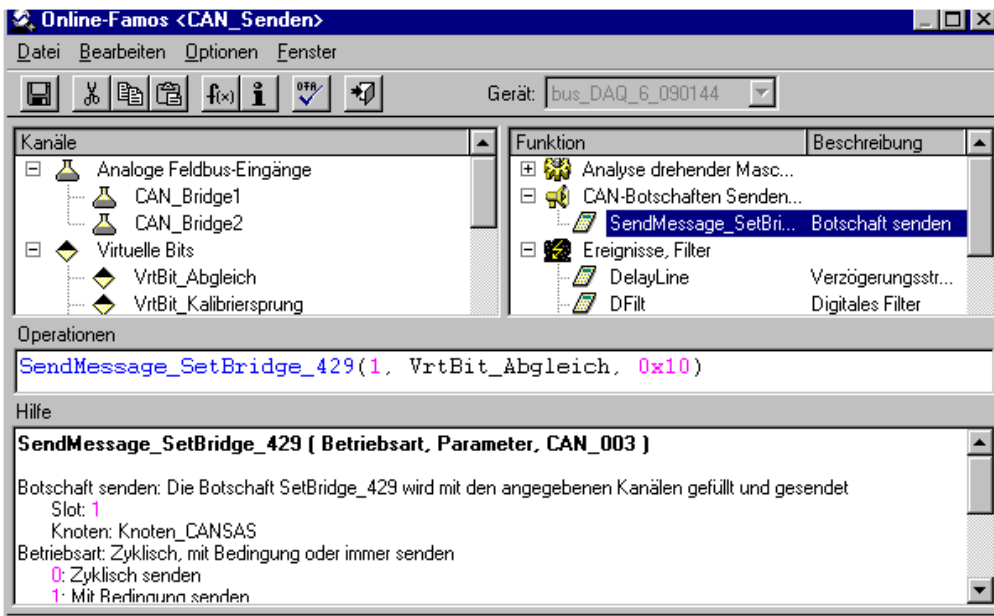 Online-Famos <CAN_Senden>
Datei Bearbeiten Optionen Fenster
f(x) i OTR Gerät: bus_DAQ_6_090144
Kanäle
Analoge Feldbus-Eingänge
CAN_Bridge1
CAN_Bridge2
Virtuelle Bits
VrtBit_Abgleich
VrtBit_Kalibriersprung
Funktion Beschreibung
Analyse drehender Masc...
CAN-Botschaften Senden...
SendMessage_SetBri... Botschaft senden
Ereignisse, Filter
DelayLine Verzögerungsstr...
DFilt Digitales Filter
Operationen
SendMessage_SetBridge_429(1, VrtBit_Abgleich, 0x10)
Hilfe
SendMessage_SetBridge_429 ( Betriebsart, Parameter, CAN_003 )
Botschaft senden: Die Botschaft SetBridge_429 wird mit den angegebenen Kanälen gefüllt und gesendet
Slot: 1
Knoten: Knoten_CANSAS
Betriebsart: Zyklisch, mit Bedingung oder immer senden
0: Zyklisch senden
1: Mit Bedingung senden